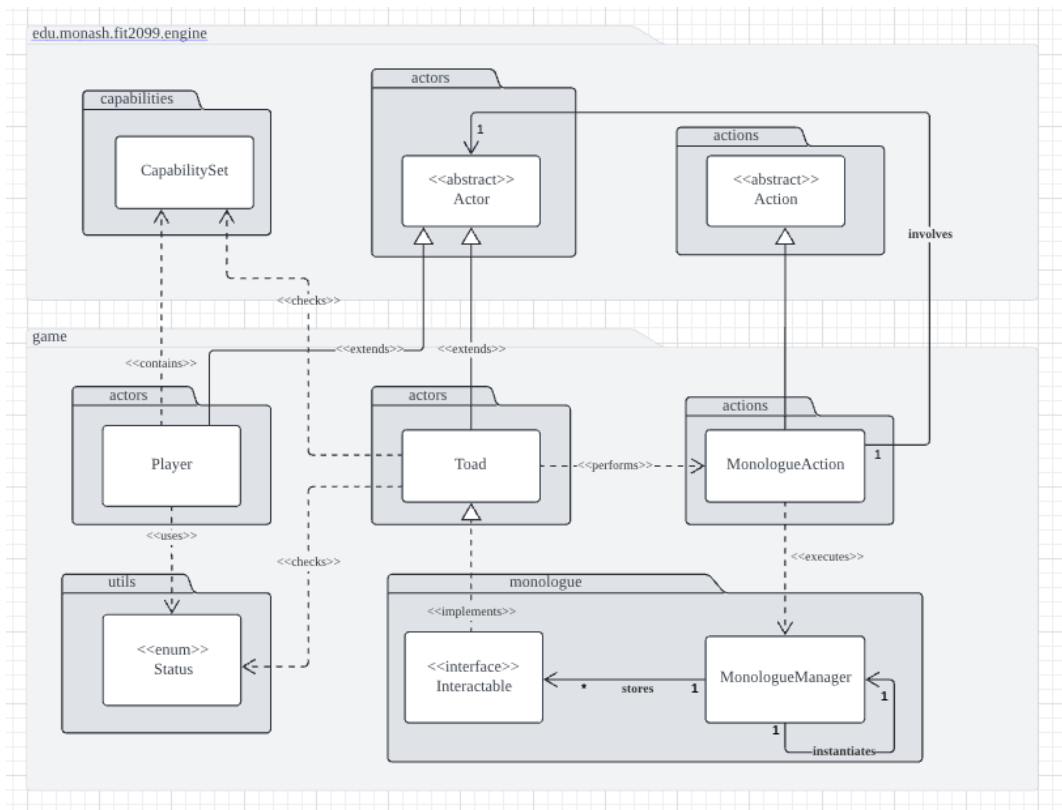 edu.monash.fit2099.engine
actors
capabilities
1
actions
CapabilitySet
<<abstract>>
Actor
<<abstract>>
Action
involves
<<checks>>
game
<<extends>>
<<extends>>
<<contains>>
actors
actors
actions
Player
Toad
<<performs>>
MonologueAction
1
<<uses>>
<<checks>>
<<executes>>
utils
monologue
<<implements>>
<<enum>>
Status
<<interface>>
Interactable
*
stores
1
MonologueManager
1
1
instantiates